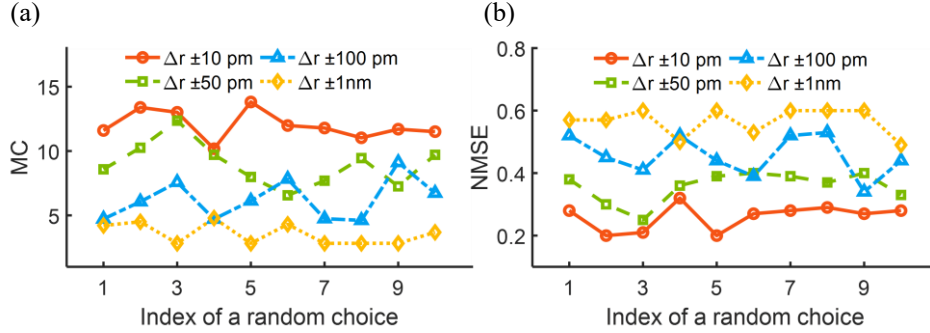 (a)
MC
15
10
5
Δr ±10 pm
Δr ±100 pm
Δr ±50 pm
Δr ±1nm
1 3 5 7 9
Index of a random choice
(b)
NMSE
0.8
0.6
0.4
0.2
Δr ±10 pm
Δr ±100 pm
Δr ±50 pm
Δr ±1nm
1 3 5 7 9
Index of a random choice